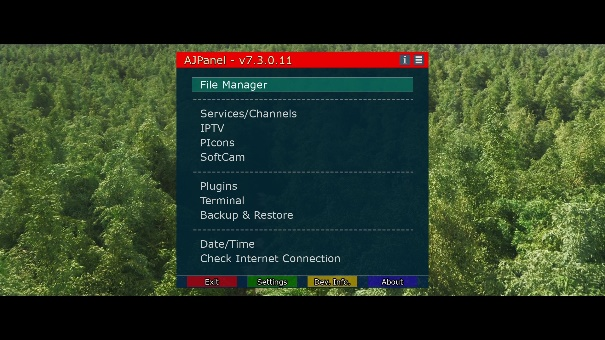 AJPanel - v7.3.0.11
File Manager
Services/Channels
IPTV
PIcons
SoftCam
Plugins
Terminal
Backup & Restore
Date/Time
Check Internet Connection
Exit Settings Dev. Info. About